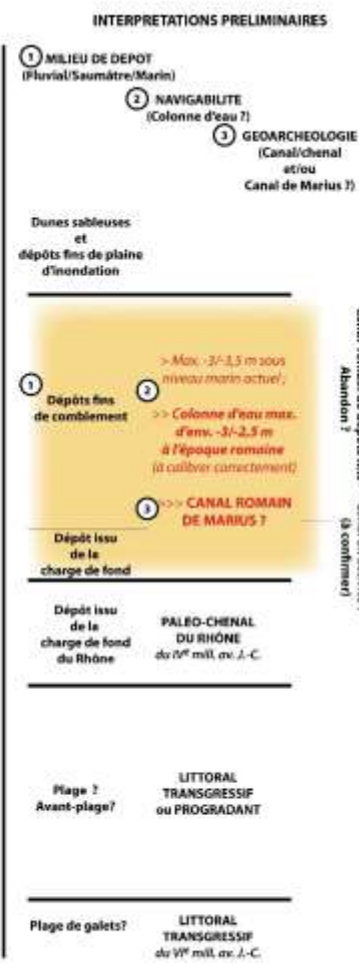 INTERPRETATIONS PRELIMINAIRES
1 MILIEU DE DEPOT
(Fluvial/Saumâtre/Marin)
2 NAVIGABILITE
(Colonne d'eau ?)
3 GEOARCHEOLOGIE
(Canal/chenal
et/ou
Canal de Marius ?)
Dunes sableuses
et
dépôts fins de plaine
d'inondation
1
Dépôts fins
de comblement
2
> Max. -3/-3,5 m sous
niveau marin actuel ;
>> Colonne d'eau max.
d'env. -3/-2,5 m
à l'époque romaine
(à calibrer correctement)
3 >>> CANAL ROMAIN
DE MARIUS ?
Abandon ?
(à confirmer)
Dépôt issu
de la
charge de fond
Dépôt issu
de la
charge de fond
du Rhône
PALEO-CHENAL
DU RHÔNE
du IVe mill. av. J.-C.
Plage ?
Avant-plage?
LITTORAL
TRANSGRESSIF
ou PROGRADANT
Plage de galets?
LITTORAL
TRANSGRESSIF
du VIe mill. av. J.-C.